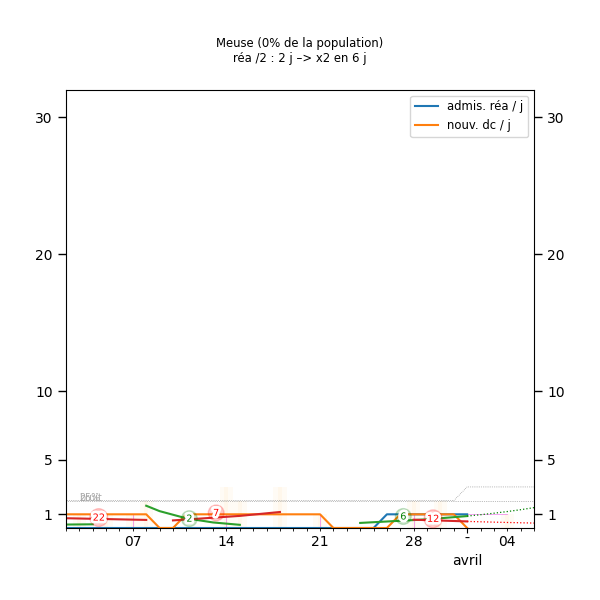 Meuse (0% de la population)
réa /2 : 2 j –> x2 en 6 j
admis. réa / j
nouv. dc / j
30 30
20 20
10 10
5 5
1 1
22 2 7 6 12
07 14 21 28 - 04
avril